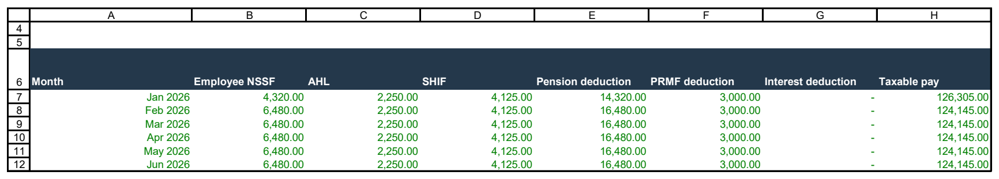 A B C D E F G H
4
5
6 Month Employee NSSF AHL SHIF Pension deduction PRMF deduction Interest deduction Taxable pay
7 Jan 2026 4,320.00 2,250.00 4,125.00 14,320.00 3,000.00 - 126,305.00
8 Feb 2026 6,480.00 2,250.00 4,125.00 16,480.00 3,000.00 - 124,145.00
9 Mar 2026 6,480.00 2,250.00 4,125.00 16,480.00 3,000.00 - 124,145.00
10 Apr 2026 6,480.00 2,250.00 4,125.00 16,480.00 3,000.00 - 124,145.00
11 May 2026 6,480.00 2,250.00 4,125.00 16,480.00 3,000.00 - 124,145.00
12 Jun 2026 6,480.00 2,250.00 4,125.00 16,480.00 3,000.00 - 124,145.00